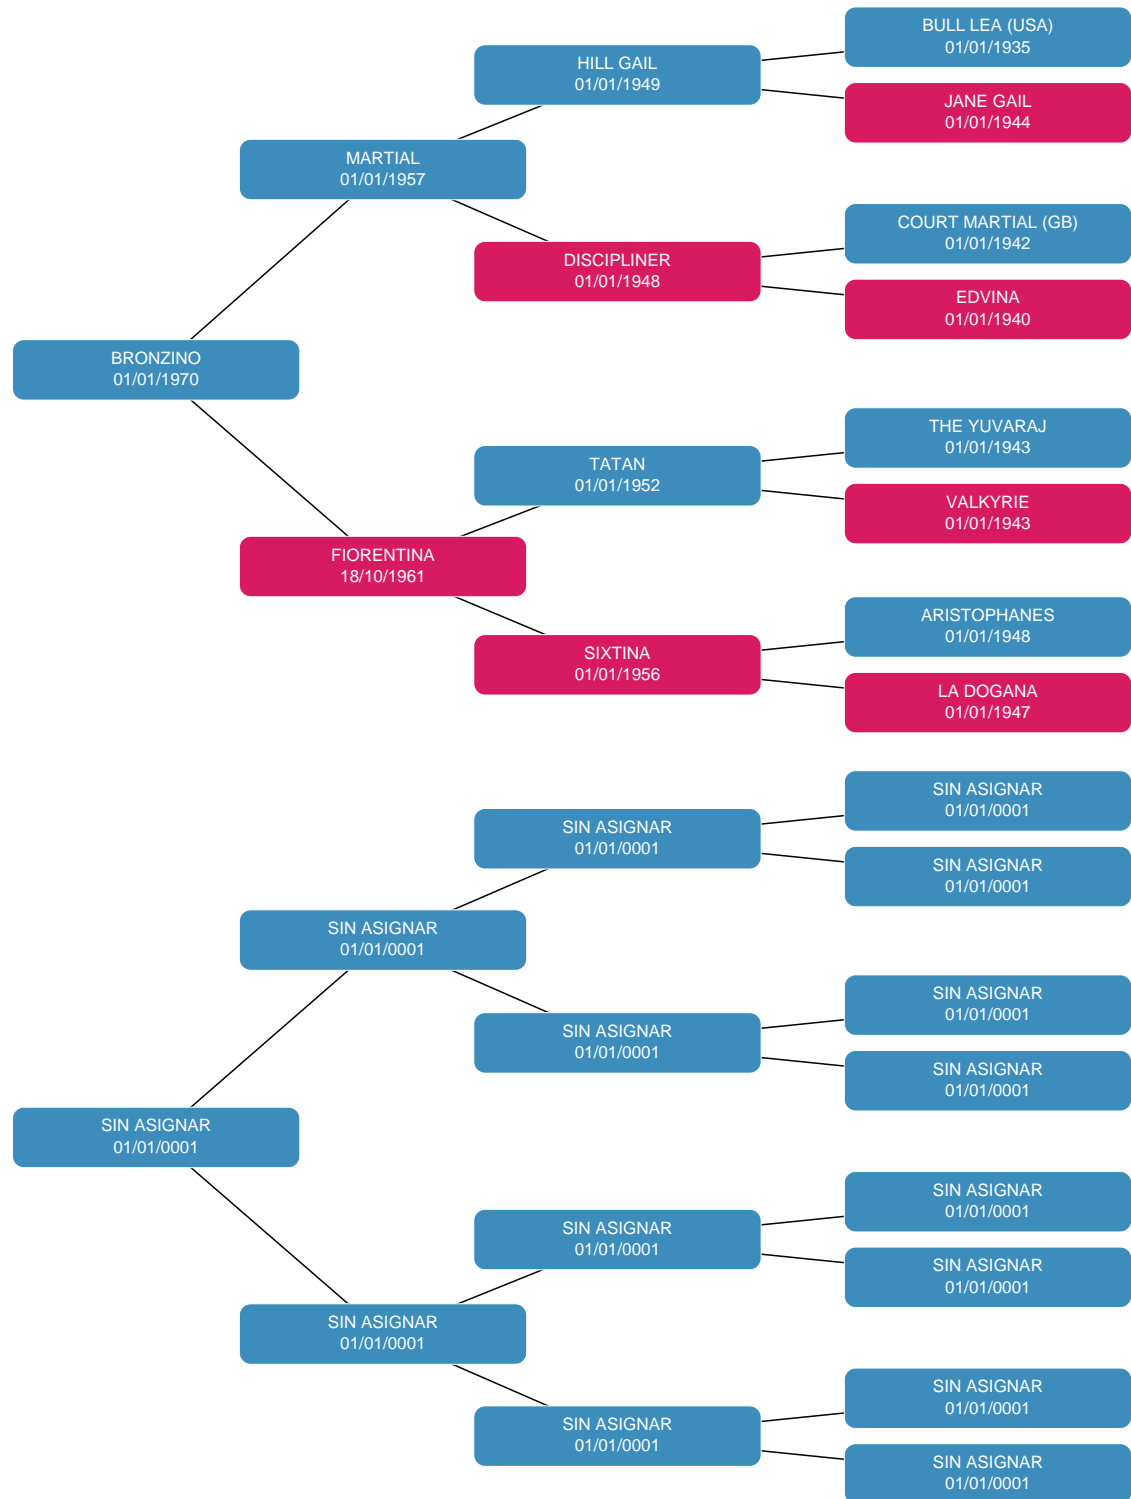 BULL LEA (USA)
01/01/1935
HILL GAIL
01/01/1949
JANE GAIL
01/01/1944
MARTIAL
01/01/1957
COURT MARTIAL (GB)
01/01/1942
DISCIPLINER
01/01/1948
EDVINA
01/01/1940
BRONZINO
01/01/1970
THE YUVARAJ
01/01/1943
TATAN
01/01/1952
VALKYRIE
01/01/1943
FIORENTINA
18/10/1961
ARISTOPHANES
01/01/1948
SIXTINA
01/01/1956
LA DOGANA
01/01/1947
SIN ASIGNAR
01/01/0001
SIN ASIGNAR
01/01/0001
SIN ASIGNAR
01/01/0001
SIN ASIGNAR
01/01/0001
SIN ASIGNAR
01/01/0001
SIN ASIGNAR
01/01/0001
SIN ASIGNAR
01/01/0001
SIN ASIGNAR
01/01/0001
SIN ASIGNAR
01/01/0001
SIN ASIGNAR
01/01/0001
SIN ASIGNAR
01/01/0001
SIN ASIGNAR
01/01/0001
SIN ASIGNAR
01/01/0001
SIN ASIGNAR
01/01/0001
SIN ASIGNAR
01/01/0001